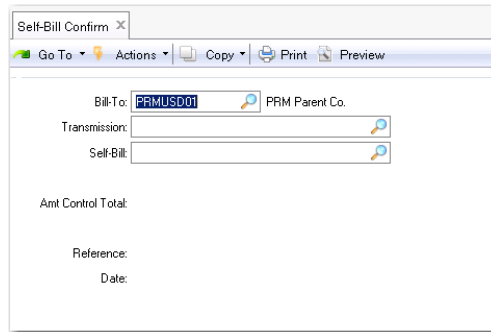 Self-Bill Confirm
Go To Actions Copy Print Preview
Bill-To: PRMUSD01 PRM Parent Co.
Transmission:
Self-Bill:
Amt Control Total:
Reference:
Date: